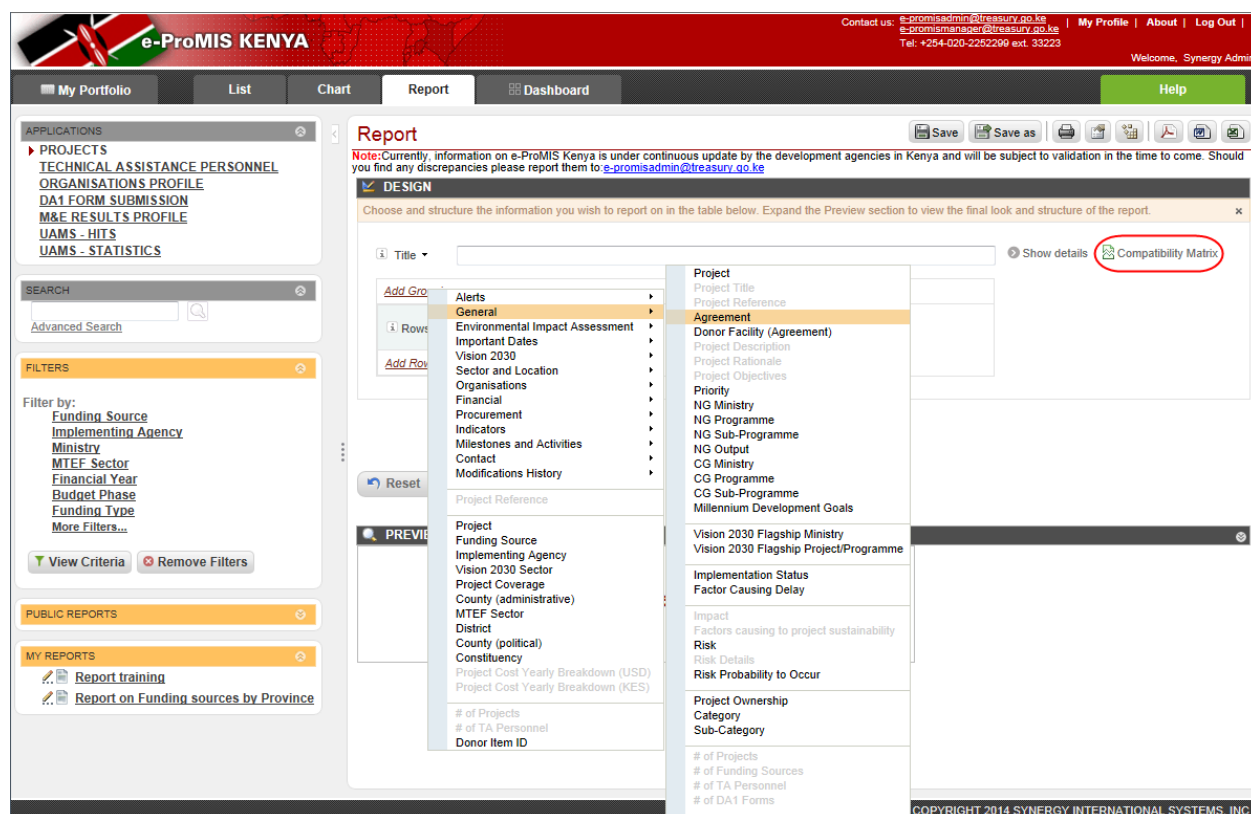 e-ProMIS KENYA
Contact us: e-promisadmin@treasury.go.ke
e-promismanager@treasury.go.ke
Tel: +254-020-2252299 ext. 33223
| My Profile | About | Log Out |
Welcome, Synergy Admi
My Portfolio
List
Chart
Report
Dashboard
Help
APPLICATIONS
PROJECTS
TECHNICAL ASSISTANCE PERSONNEL
ORGANISATIONS PROFILE
DA1 FORM SUBMISSION
M&E RESULTS PROFILE
UAMS - HITS
UAMS - STATISTICS
SEARCH
Advanced Search
FILTERS
Filter by:
Funding Source
Implementing Agency
Ministry
MTEF Sector
Financial Year
Budget Phase
Funding Type
More Filters...
View Criteria
Remove Filters
PUBLIC REPORTS
MY REPORTS
Report training
Report on Funding sources by Province
Report
Save
Save as
Note:Currently, information on e-ProMIS Kenya is under continuous update by the development agencies in Kenya and will be subject to validation in the time to come. Should
you find any discrepancies please report them to:e-promisadmin@treasury.go.ke
DESIGN
Choose and structure the information you wish to report on in the table below. Expand the Preview section to view the final look and structure of the report.
Title
Show details
Compatibility Matrix
Add Gro
Rows
Add Row
Reset
PREVIE
Alerts
General
Environmental Impact Assessment
Important Dates
Vision 2030
Sector and Location
Organisations
Financial
Procurement
Indicators
Milestones and Activities
Contact
Modifications History
Project Reference
Project
Funding Source
Implementing Agency
Vision 2030 Sector
Project Coverage
County (administrative)
MTEF Sector
District
County (political)
Constituency
Project Cost Yearly Breakdown (USD)
Project Cost Yearly Breakdown (KES)
# of Projects
# of TA Personnel
Donor Item ID
Project
Project Title
Project Reference
Agreement
Donor Facility (Agreement)
Project Description
Project Rationale
Project Objectives
Priority
NG Ministry
NG Programme
NG Sub-Programme
NG Output
CG Ministry
CG Programme
CG Sub-Programme
Millennium Development Goals
Vision 2030 Flagship Ministry
Vision 2030 Flagship Project/Programme
Implementation Status
Factor Causing Delay
Impact
Factors causing to project sustainability
Risk
Risk Details
Risk Probability to Occur
Project Ownership
Category
Sub-Category
# of Projects
# of Funding Sources
# of TA Personnel
# of DA1 Forms
COPYRIGHT 2014 SYNERGY INTERNATIONAL SYSTEMS, INC